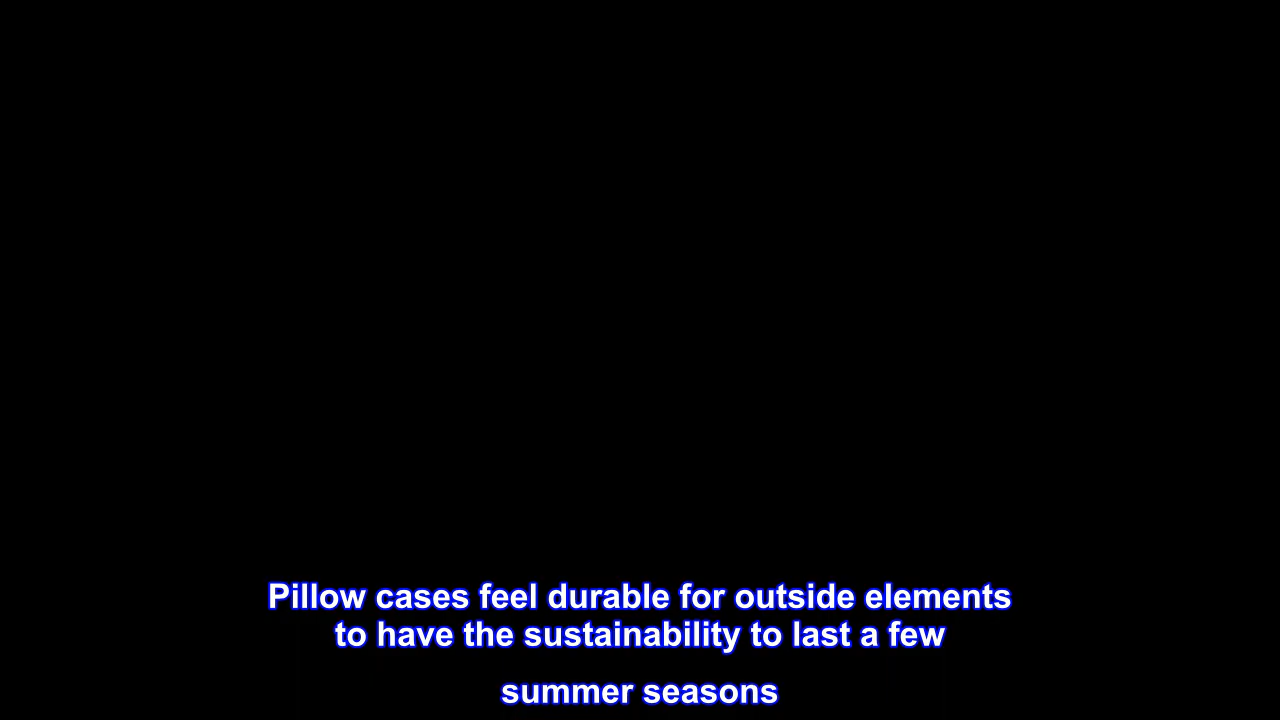 Pillow cases feel durable for outside elements
to have the sustainability to last a few
summer seasons